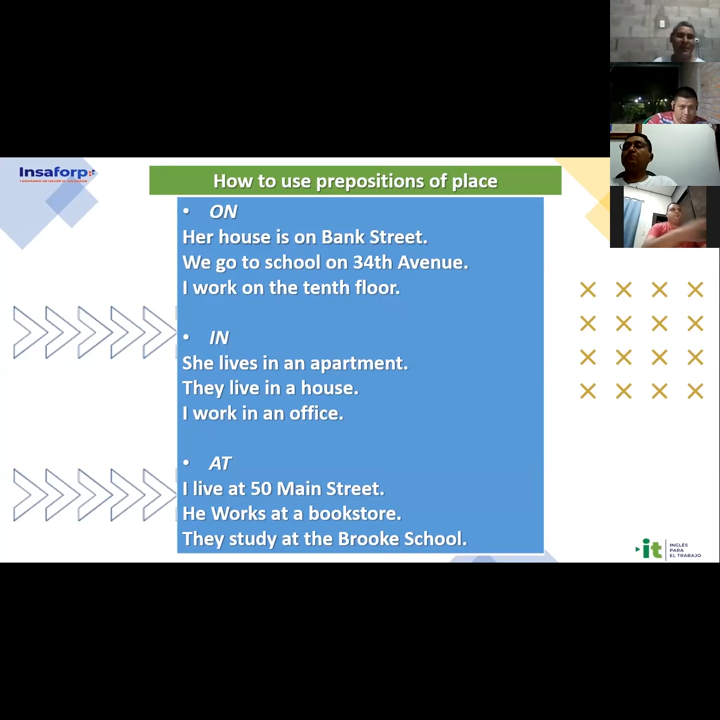 Insaforp
How to use prepositions of place
• ON
Her house is on Bank Street.
We go to school on 34th Avenue.
I work on the tenth floor.
• IN
She lives in an apartment.
They live in a house.
I work in an office.
• AT
I live at 50 Main Street.
He Works at a bookstore.
They study at the Brooke School.
it
INGLÉS
PARA
EL TRABAJO